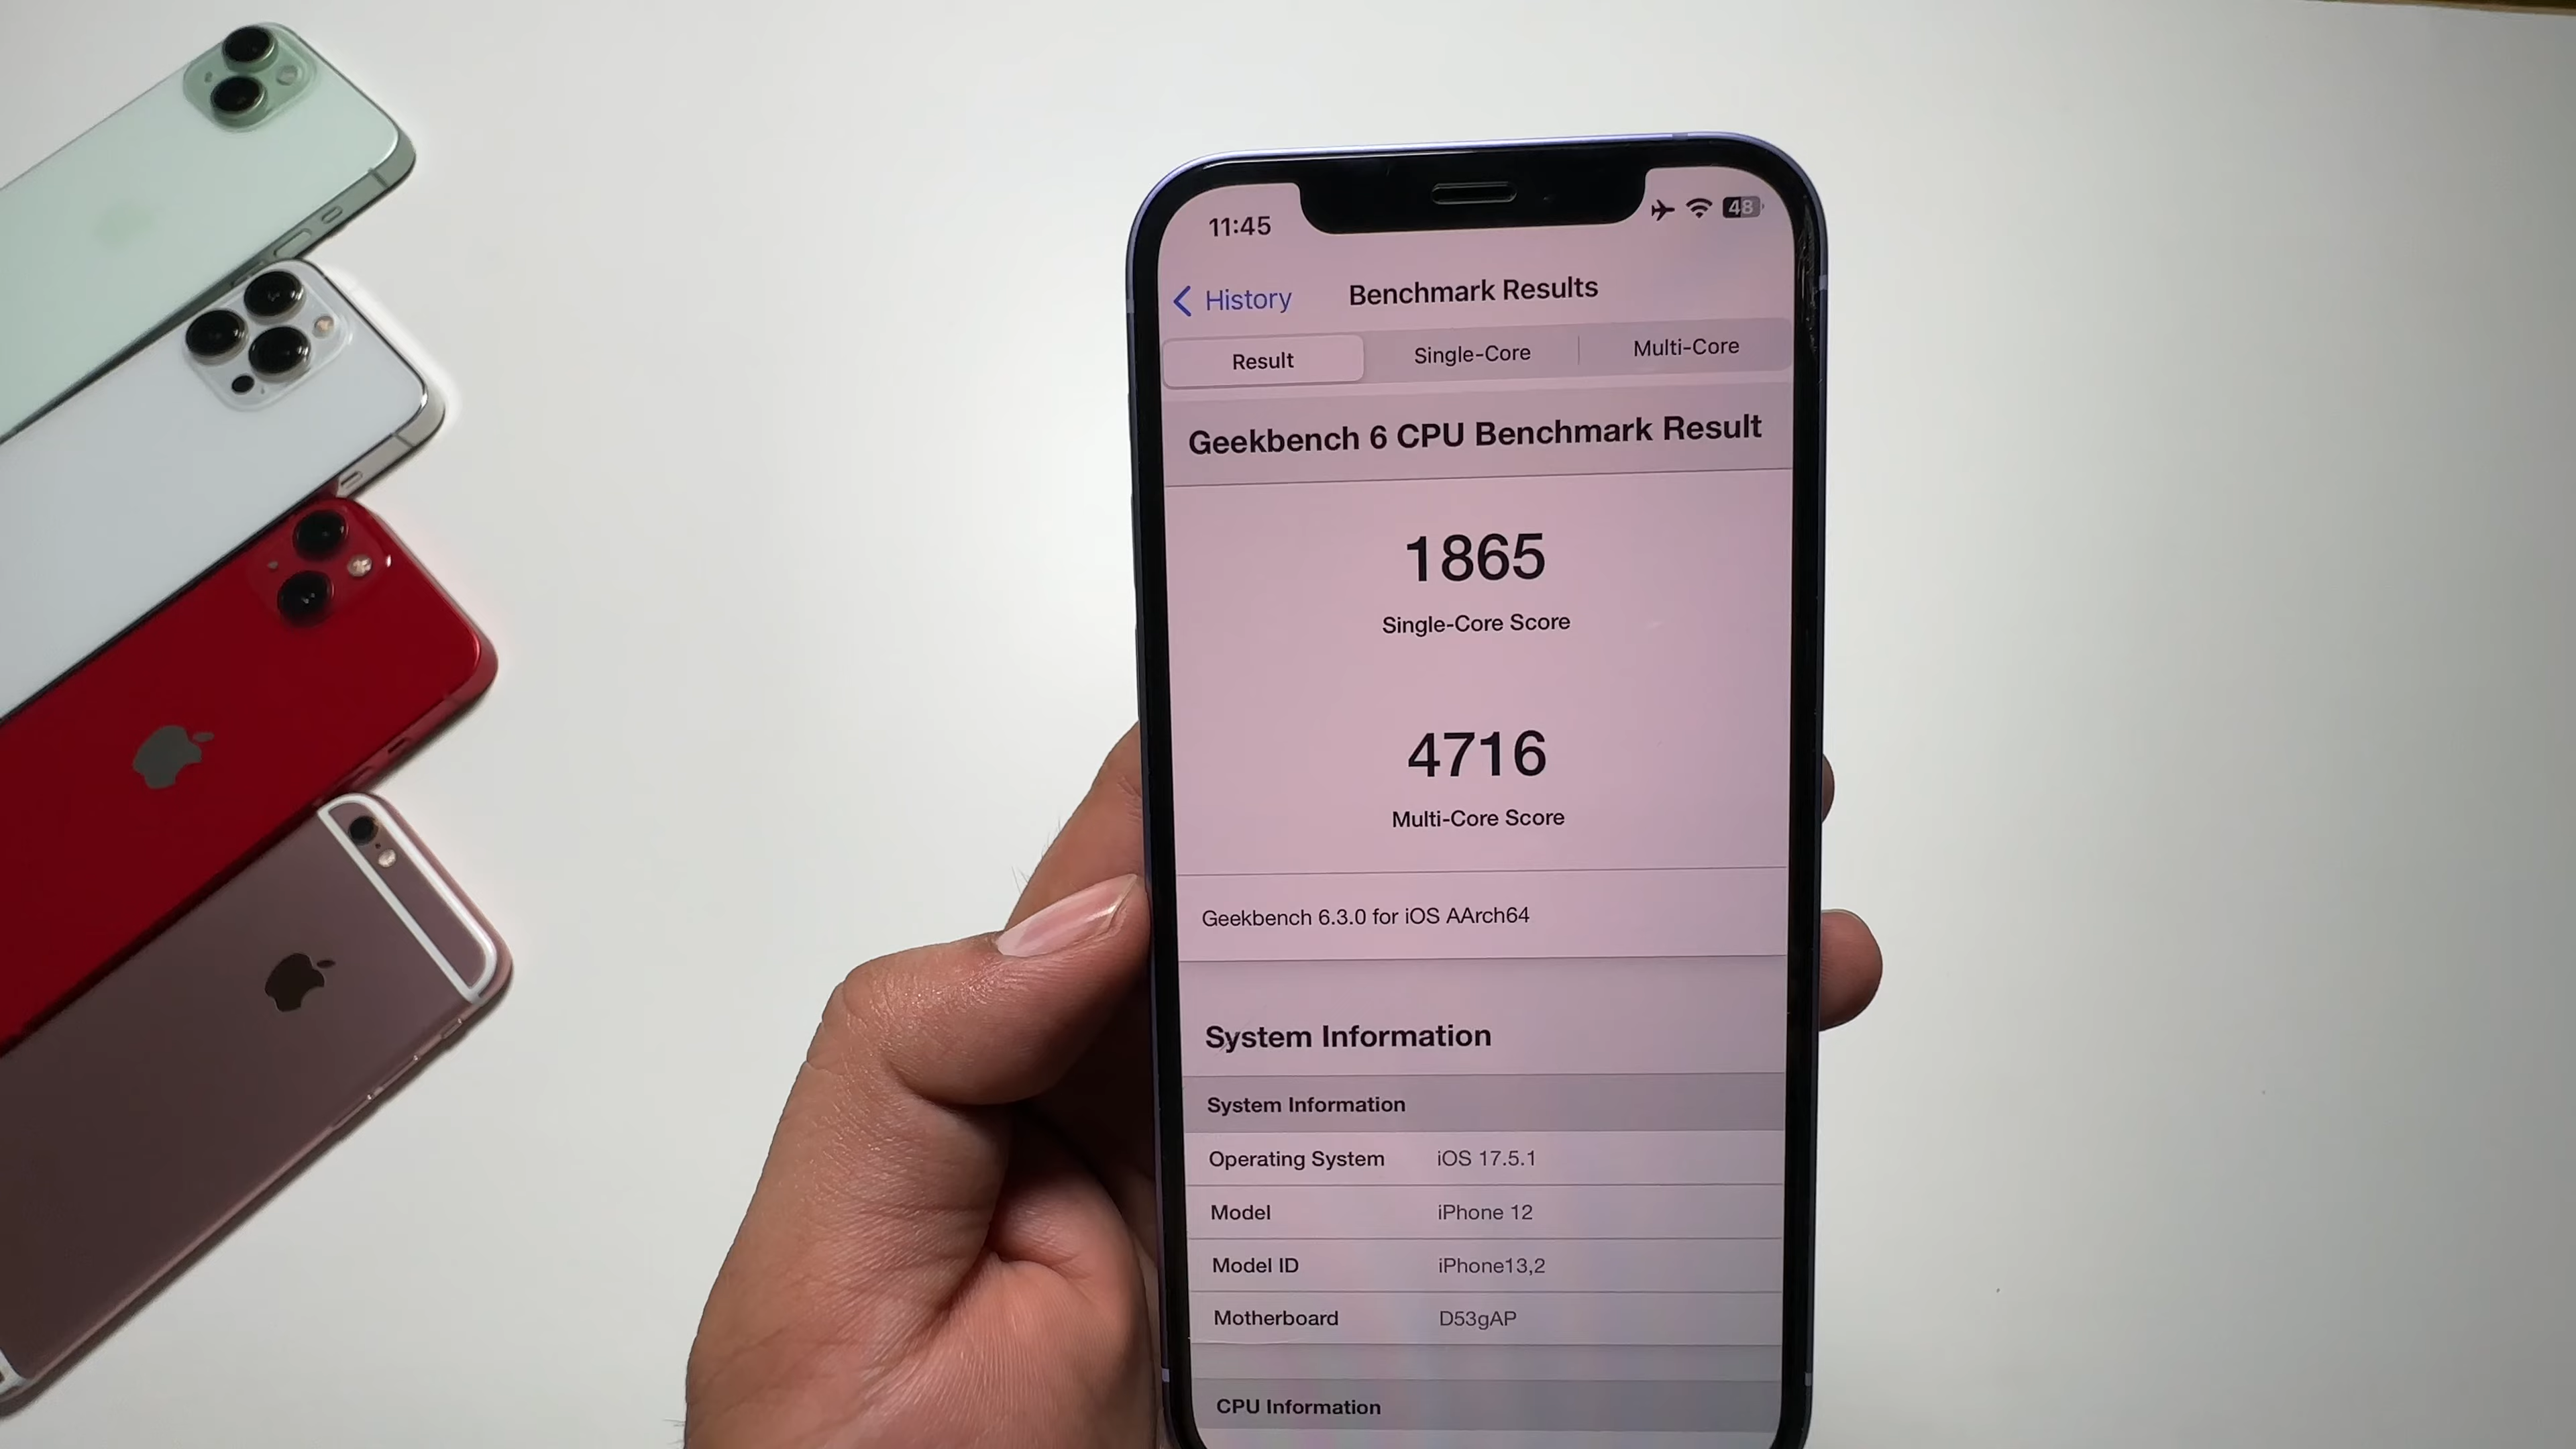 11:45
48
History
Benchmark Results
Result
Single-Core
Multi-Core
Geekbench 6 CPU Benchmark Result
1865
Single-Core Score
4716
Multi-Core Score
Geekbench 6.3.0 for iOS AArch64
System Information
System Information
Operating System iOS 17.5.1
Model iPhone 12
Model ID iPhone13,2
Motherboard D53gAP
CPU Information